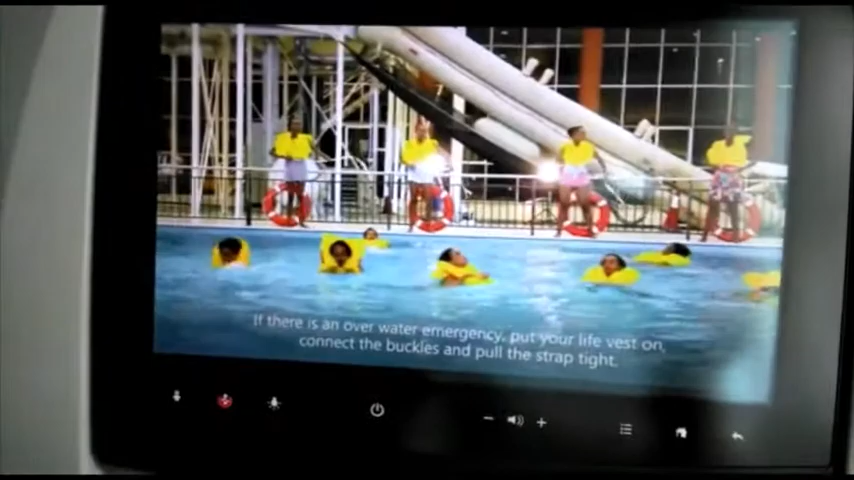 If there is an over water emergency, put your life vest on,
connect the buckles and pull the strap tight.